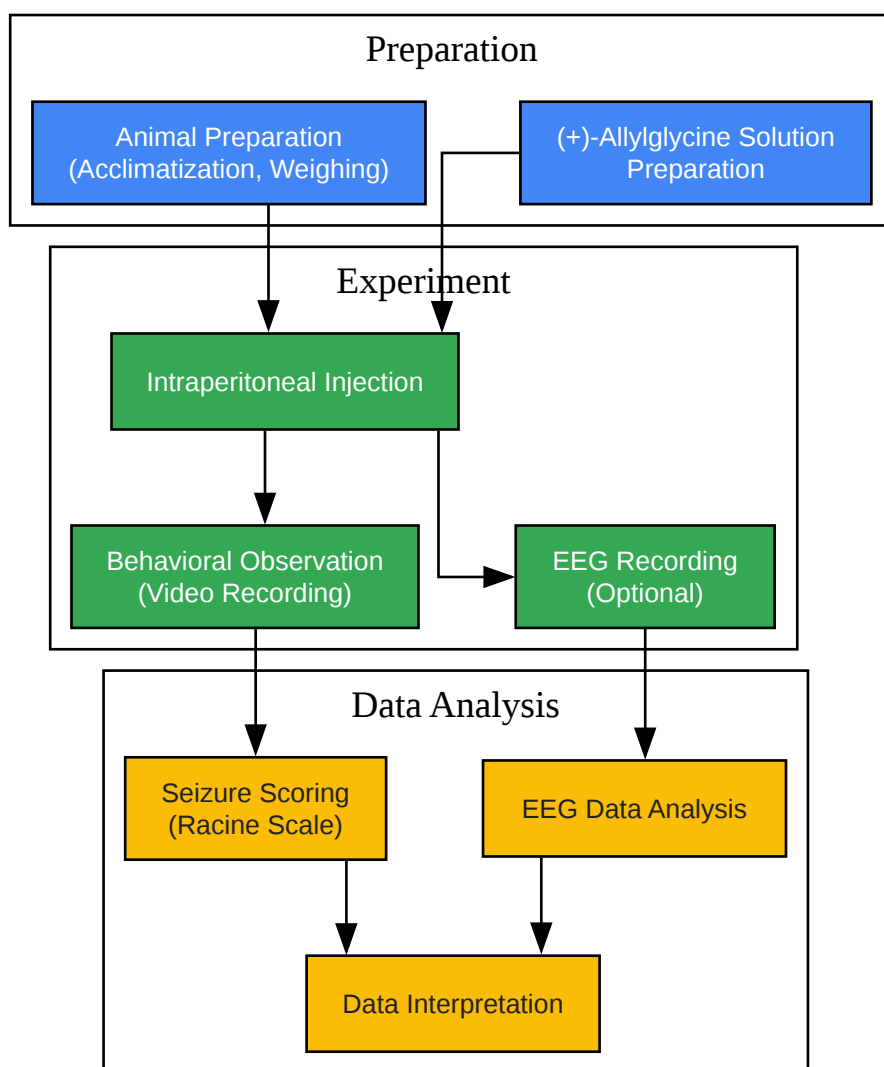 Preparation
Animal Preparation
(Acclimatization, Weighing)
(+)-Allylglycine Solution
Preparation
Experiment
Intraperitoneal Injection
Behavioral Observation
(Video Recording)
EEG Recording
(Optional)
Data Analysis
Seizure Scoring
(Racine Scale)
EEG Data Analysis
Data Interpretation